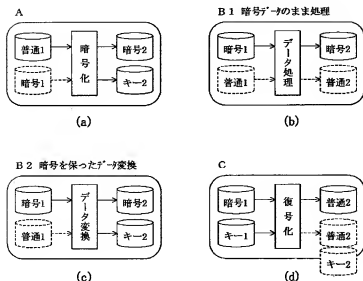 A
普通1
暗号1
暗号化
暗号2
キー2
(a)
B1 暗号データのまま処理
暗号1
普通1
データ処理
暗号2
普通2
(b)
B2 暗号を保ったデータ変換
暗号1
普通1
データ変換
暗号2
キー2
(c)
C
暗号1
キー1
復号化
普通2
普通2
キー2
(d)